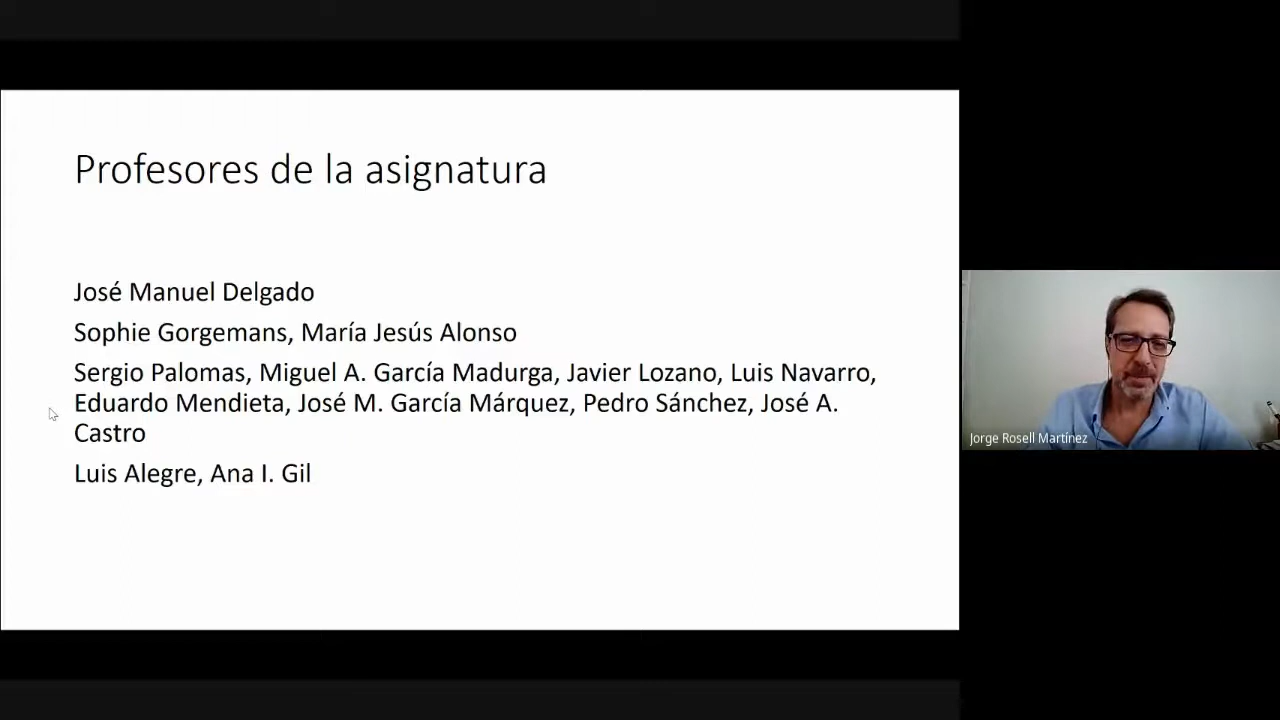 Profesores de la asignatura
José Manuel Delgado
Sophie Gorgemans, María Jesús Alonso
Sergio Palomas, Miguel A. García Madurga, Javier Lozano, Luis Navarro,
Eduardo Mendieta, José M. García Márquez, Pedro Sánchez, José A.
Castro
Luis Alegre, Ana I. Gil
Jorge Rosell Martínez